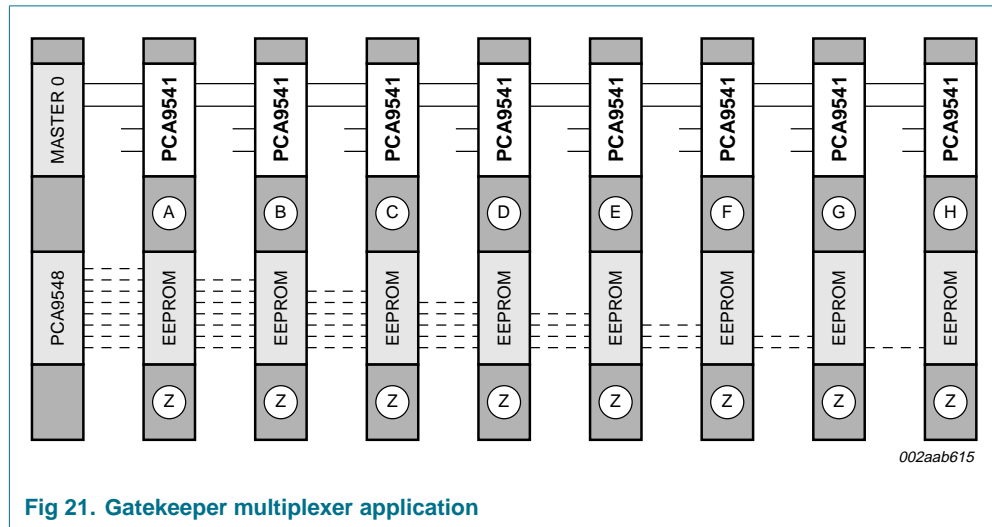 MASTER 0
PCA9541
PCA9541
PCA9541
PCA9541
PCA9541
PCA9541
PCA9541
PCA9541
A
B
C
D
E
F
G
H
PCA9548
EEPROM
EEPROM
EEPROM
EEPROM
EEPROM
EEPROM
EEPROM
EEPROM
Z
Z
Z
Z
Z
Z
Z
Z
002aab615
Fig 21. Gatekeeper multiplexer application